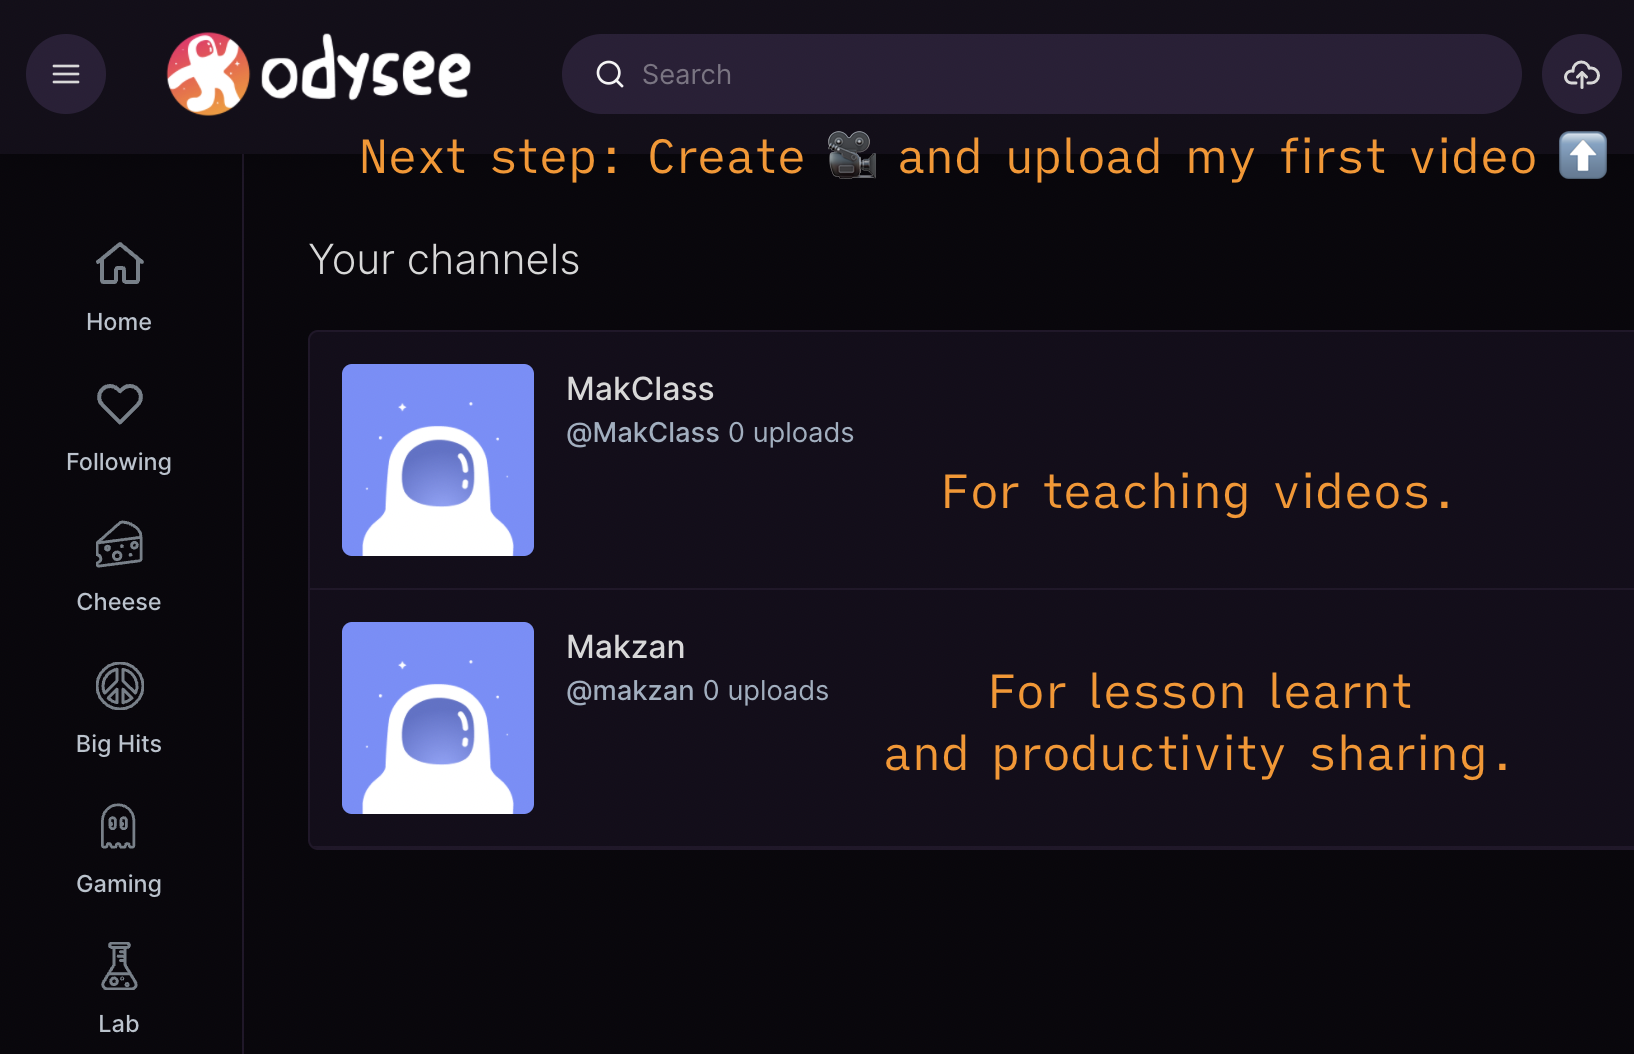 odysee
Search
Next step: Create 🎥 and upload my first video ⬆️
Your channels
Home
Following
Cheese
Big Hits
Gaming
Lab
MakClass
@MakClass 0 uploads
For teaching videos.
Makzan
@makzan 0 uploads
For lesson learnt
and productivity sharing.